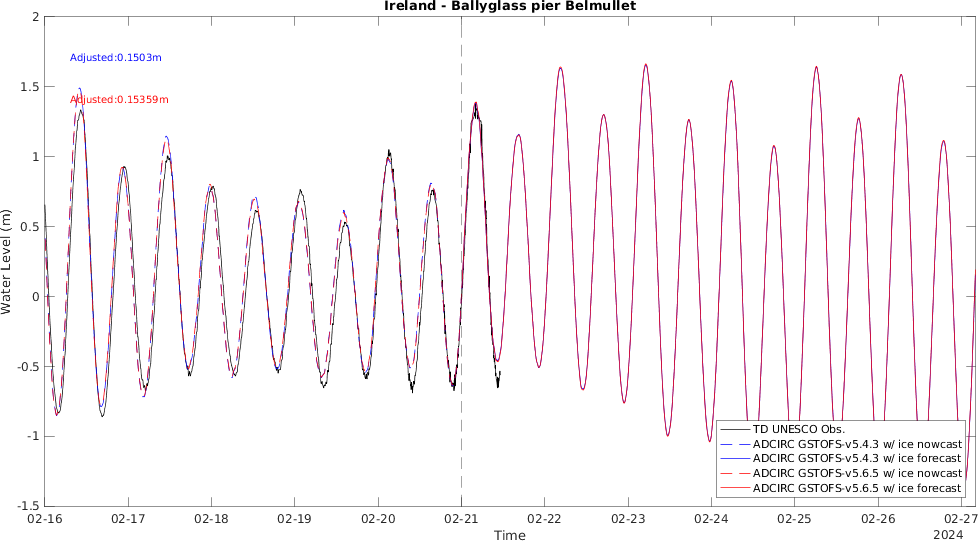 Ireland - Ballyglass pier Belmullet
Adjusted:0.1503m
Adjusted:0.15359m
Water Level (m)
2
1.5
1
0.5
0
-0.5
-1
-1.5
TD UNESCO Obs.
ADCIRC GSTOFS-v5.4.3 w/ ice nowcast
ADCIRC GSTOFS-v5.4.3 w/ ice forecast
ADCIRC GSTOFS-v5.6.5 w/ ice nowcast
ADCIRC GSTOFS-v5.6.5 w/ ice forecast
02-16 02-17 02-18 02-19 02-20 02-21 02-22 02-23 02-24 02-25 02-26 02-27
Time
2024